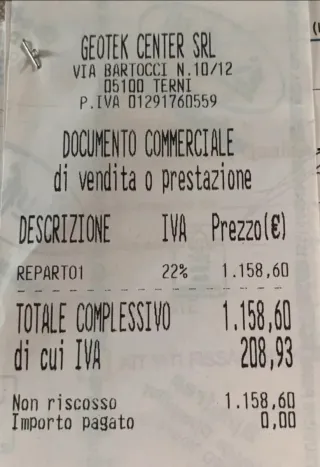 GEOTEK CENTER SRL
VIA BARTOCCI N.10/12
05100 TERNI
P.IVA 01291760559
DOCUMENTO COMMERCIALE
di vendita o prestazione
DESCRIZIONE IVA Prezzo(€)
REPARTO1 22% 1.158,60
TOTALE COMPLESSIVO 1.158,60
di cui IVA 208,93
Non riscosso 1.158,60
Importo pagato 0,00